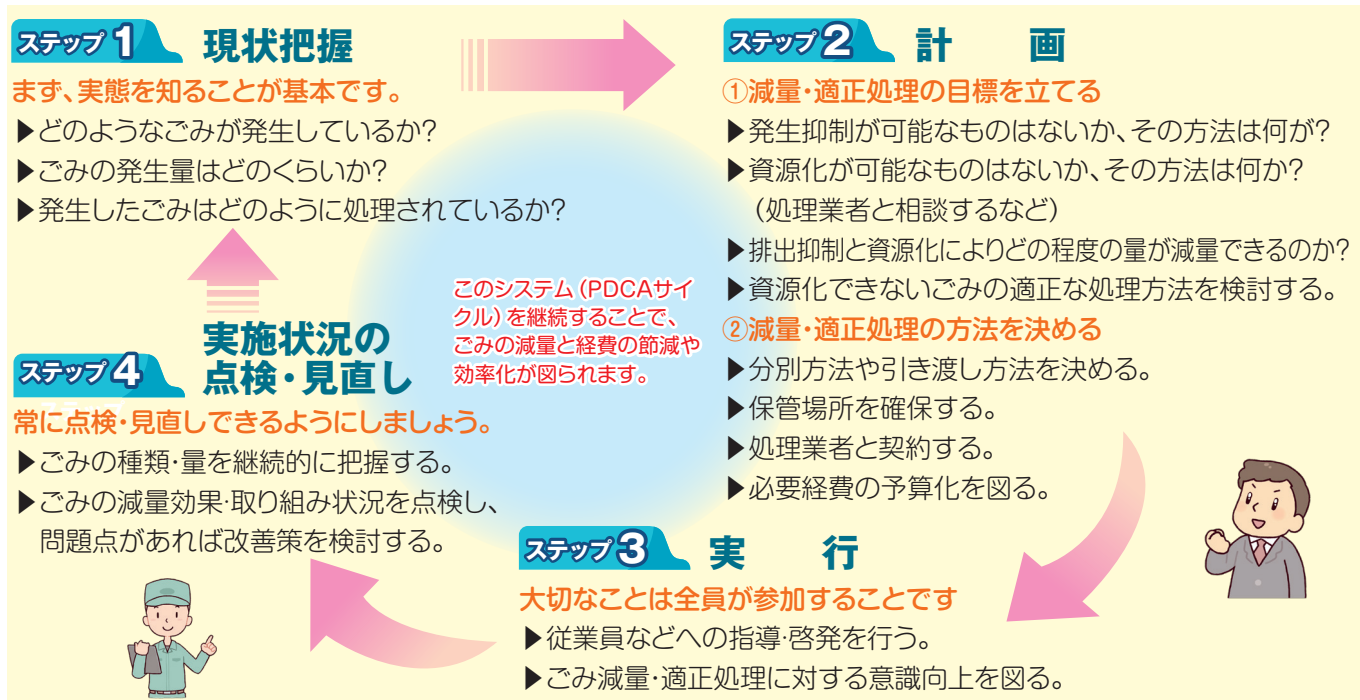 ステップ1 現状把握
まず、実態を知ることが基本です。
▶どのようなごみが発生しているか?
▶ごみの発生量はどのくらいか?
▶発生したごみはどのように処理されているか?
ステップ2 計　画
①減量・適正処理の目標を立てる
▶発生抑制が可能なものはないか、その方法は何が?
▶資源化が可能なものはないか、その方法は何か?
（処理業者と相談するなど）
▶排出抑制と資源化によりどの程度の量が減量できるのか?
▶資源化できないごみの適正な処理方法を検討する。
②減量・適正処理の方法を決める
▶分別方法や引き渡し方法を決める。
▶保管場所を確保する。
▶処理業者と契約する。
▶必要経費の予算化を図る。
ステップ3 実　行
大切なことは全員が参加することです
▶従業員などへの指導・啓発を行う。
▶ごみ減量・適正処理に対する意識向上を図る。
ステップ4
実施状況の
点検・見直し
常に点検・見直しできるようにしましょう。
▶ごみの種類・量を継続的に把握する。
▶ごみの減量効果・取り組み状況を点検し、
問題点があれば改善策を検討する。
このシステム（PDCAサイ
クル）を継続することで、
ごみの減量と経費の節減や
効率化が図られます。